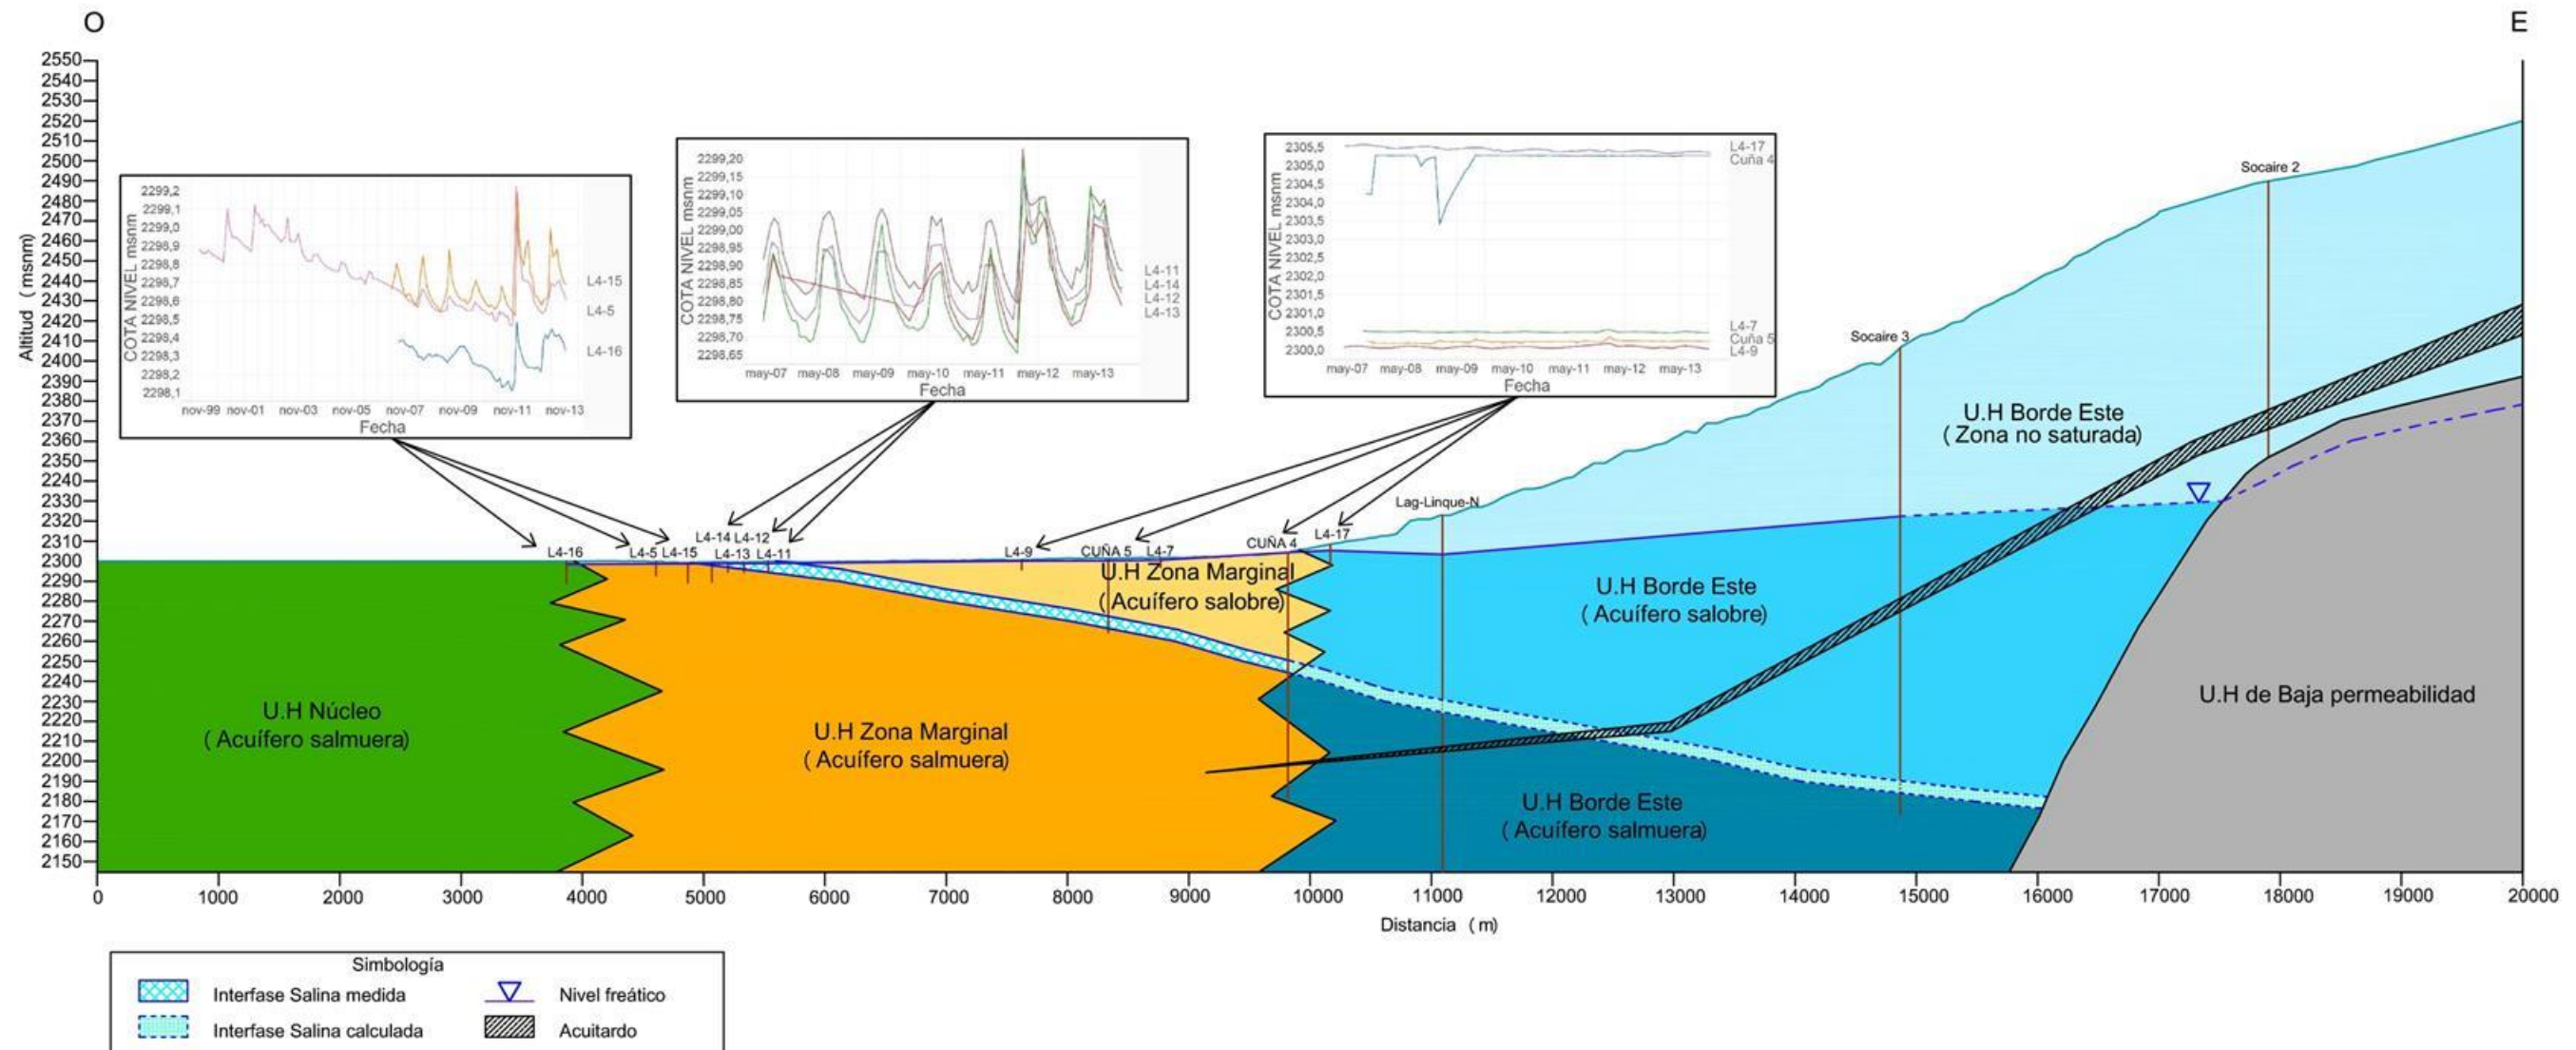 O
E
2550
2540
2530
2520
2510
2500
2490
2480
2470
2460
2450
2440
2430
2420
2410
2400
2390
2380
2370
2360
2350
2240
2330
2320
2310
2300
2290
2280
2270
2260
2250
2240
2230
2220
2210
2200
2190
2180
2170
2160
2150
Altitud (msnm)
2299,2
2299,1
2299,0
2298,9
2298,8
2298,7
2298,6
2298,5
2298,4
2298,3
2298,2
2298,1
COTA NIVEL msnm
nov-99 nov-01 nov-03 nov-05 nov-07 nov-09 nov-11 nov-13
Fecha
L4-15
L4-5
L4-16
2299,20
2299,15
2299,10
2299,05
2299,00
2298,95
2298,90
2298,85
2298,80
2298,75
2298,70
2298,65
COTA NIVEL msnm
may-07 may-08 may-09 may-10 may-11 may-12 may-13
Fecha
L4-11
L4-14
L4-12
L4-13
2305,5
2305,0
2304,5
2304,0
2303,5
2303,0
2302,5
2302,0
2301,5
2301,0
2300,5
2300,0
COTA NIVEL msnm
may-07 may-08 may-09 may-10 may-11 may-12 may-13
Fecha
L4-17
Cuña 4
L4-7
Cuña 5
L4-9
Socaire 2
Socaire 3
Lag-Linque-N
L4-16
L4-5 L4-15
L4-14 L4-12
L4-13 L4-11
L4-9
CUÑA 5 L4-7
CUÑA 4
L4-17
U.H Borde Este
( Zona no saturada)
U.H Zona Marginal
( Acuífero salobre)
U.H Borde Este
( Acuífero salobre)
U.H Núcleo
( Acuífero salmuera)
U.H Zona Marginal
( Acuífero salmuera)
U.H Borde Este
( Acuífero salmuera)
U.H de Baja permeabilidad
0 1000 2000 3000 4000 5000 6000 7000 8000 9000 10000 11000 12000 13000 14000 15000 16000 17000 18000 19000 20000
Distancia ( m)
Simbología
Interfase Salina medida
Nivel freático
Interfase Salina calculada
Acuitardo